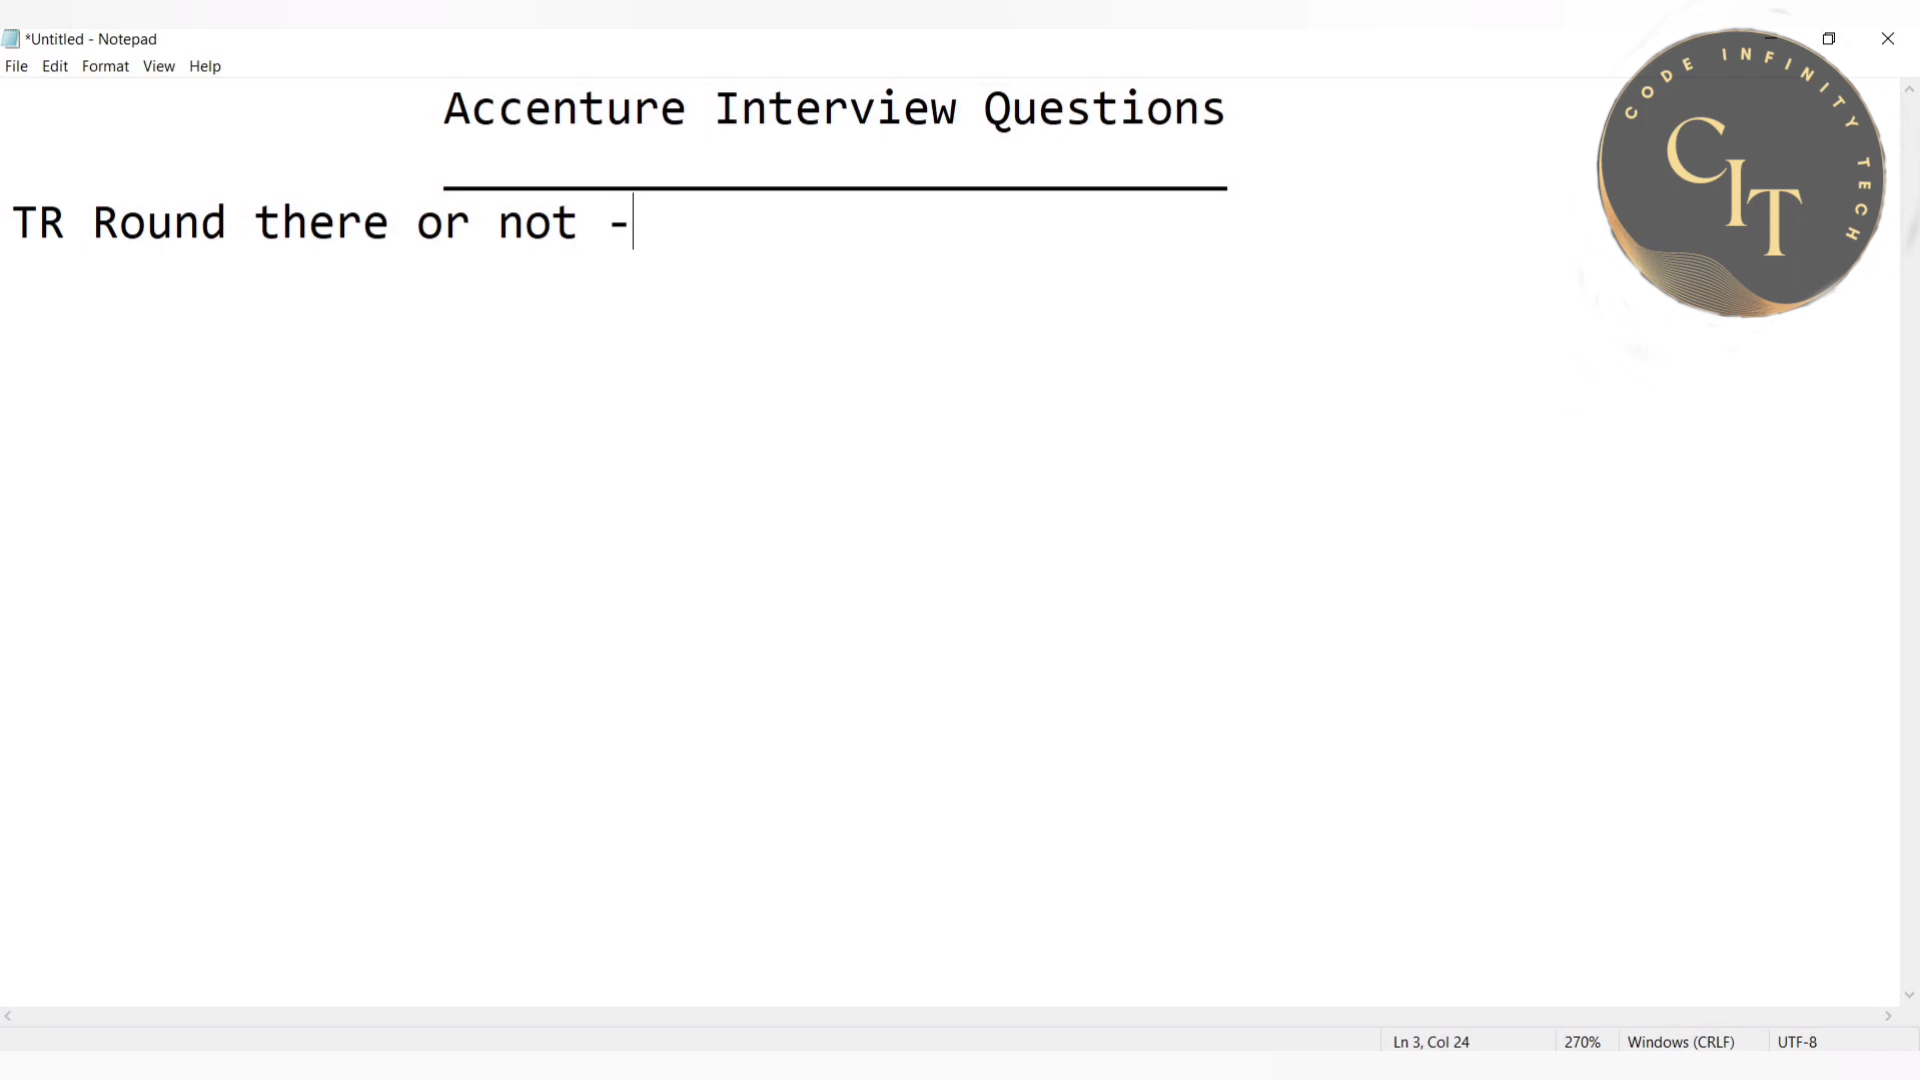 *Untitled - Notepad
File Edit Format View Help
Accenture Interview Questions
TR Round there or not -
CODE INFINITY TECH
CIT
Ln 3, Col 24
270%
Windows (CRLF)
UTF-8